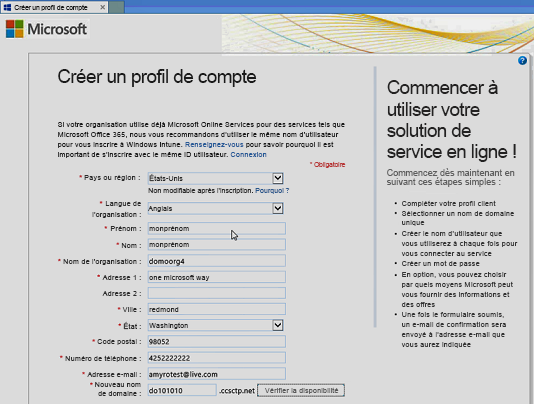 Créer un profil de compte
Microsoft
Créer un profil de compte
Si votre organisation utilise déjà Microsoft Online Services pour des services tels que
Microsoft Office 365, nous vous recommandons d'utiliser le même nom d'utilisateur
pour vous inscrire à Windows Intune. Renseignez-vous pour savoir pourquoi il est
important de s'inscrire avec le même ID utilisateur. Connexion
* Obligatoire
* Pays ou région : États-Unis
Non modifiable après l'inscription. Pourquoi ?
* Langue de
l'organisation : Anglais
* Prénom : monprénom
* Nom : monprénom
* Nom de l'organisation : domoorg4
* Adresse 1 : one microsoft way
Adresse 2 :
* Ville : redmond
* État : Washington
* Code postal : 98052
* Numéro de téléphone : 4252222222
* Adresse e-mail : amyrotest@live.com
* Nouveau nom
de domaine : do101010 .ccsctp.net Vérifier la disponibilité
?
Commencer à
utiliser votre
solution de
service en ligne !
Commencez dès maintenant en
suivant ces étapes simples :
• Compléter votre profil client
• Sélectionner un nom de domaine
unique
• Créer le nom d'utilisateur que
vous utiliserez à chaque fois pour
vous connecter au service
• Créer un mot de passe
• En option, vous pouvez choisir
par quels moyens Microsoft peut
vous fournir des informations et
des offres
• Une fois le formulaire soumis,
un e-mail de confirmation sera
envoyé à l'adresse e-mail que
vous aurez indiquée